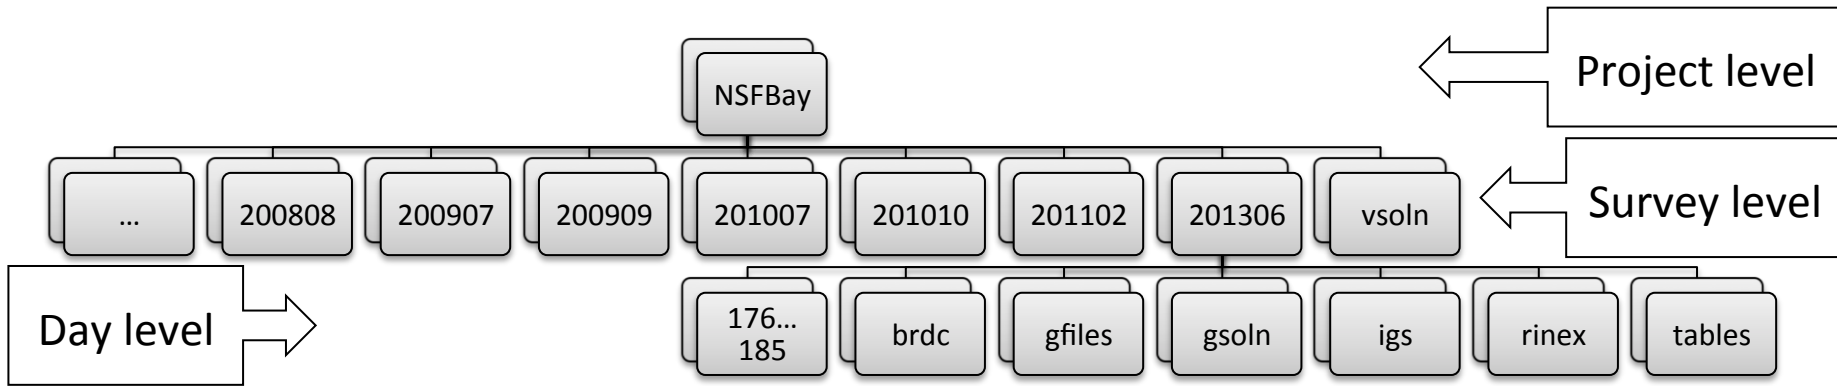 Project level
NSFBay
... 200808 200907 200909 201007 201010 201102 201306 vsoln
Survey level
Day level
176...
185
brdc gfiles gsoln igs rinex tables